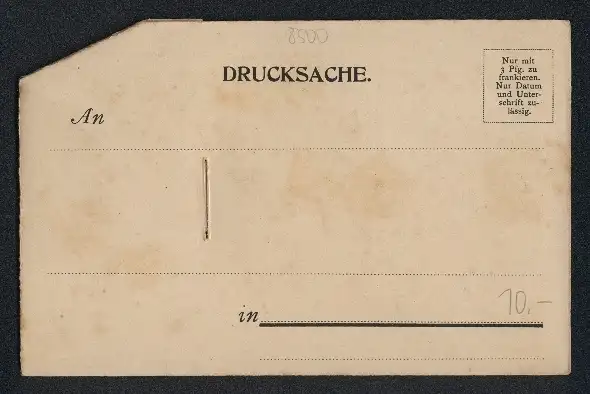 8500
DRUCKSACHE.
Nur mit
3 Pfg. zu
frankieren.
Nur Datum
und Unter-
schrift zu-
lässig.
An
in
10.-